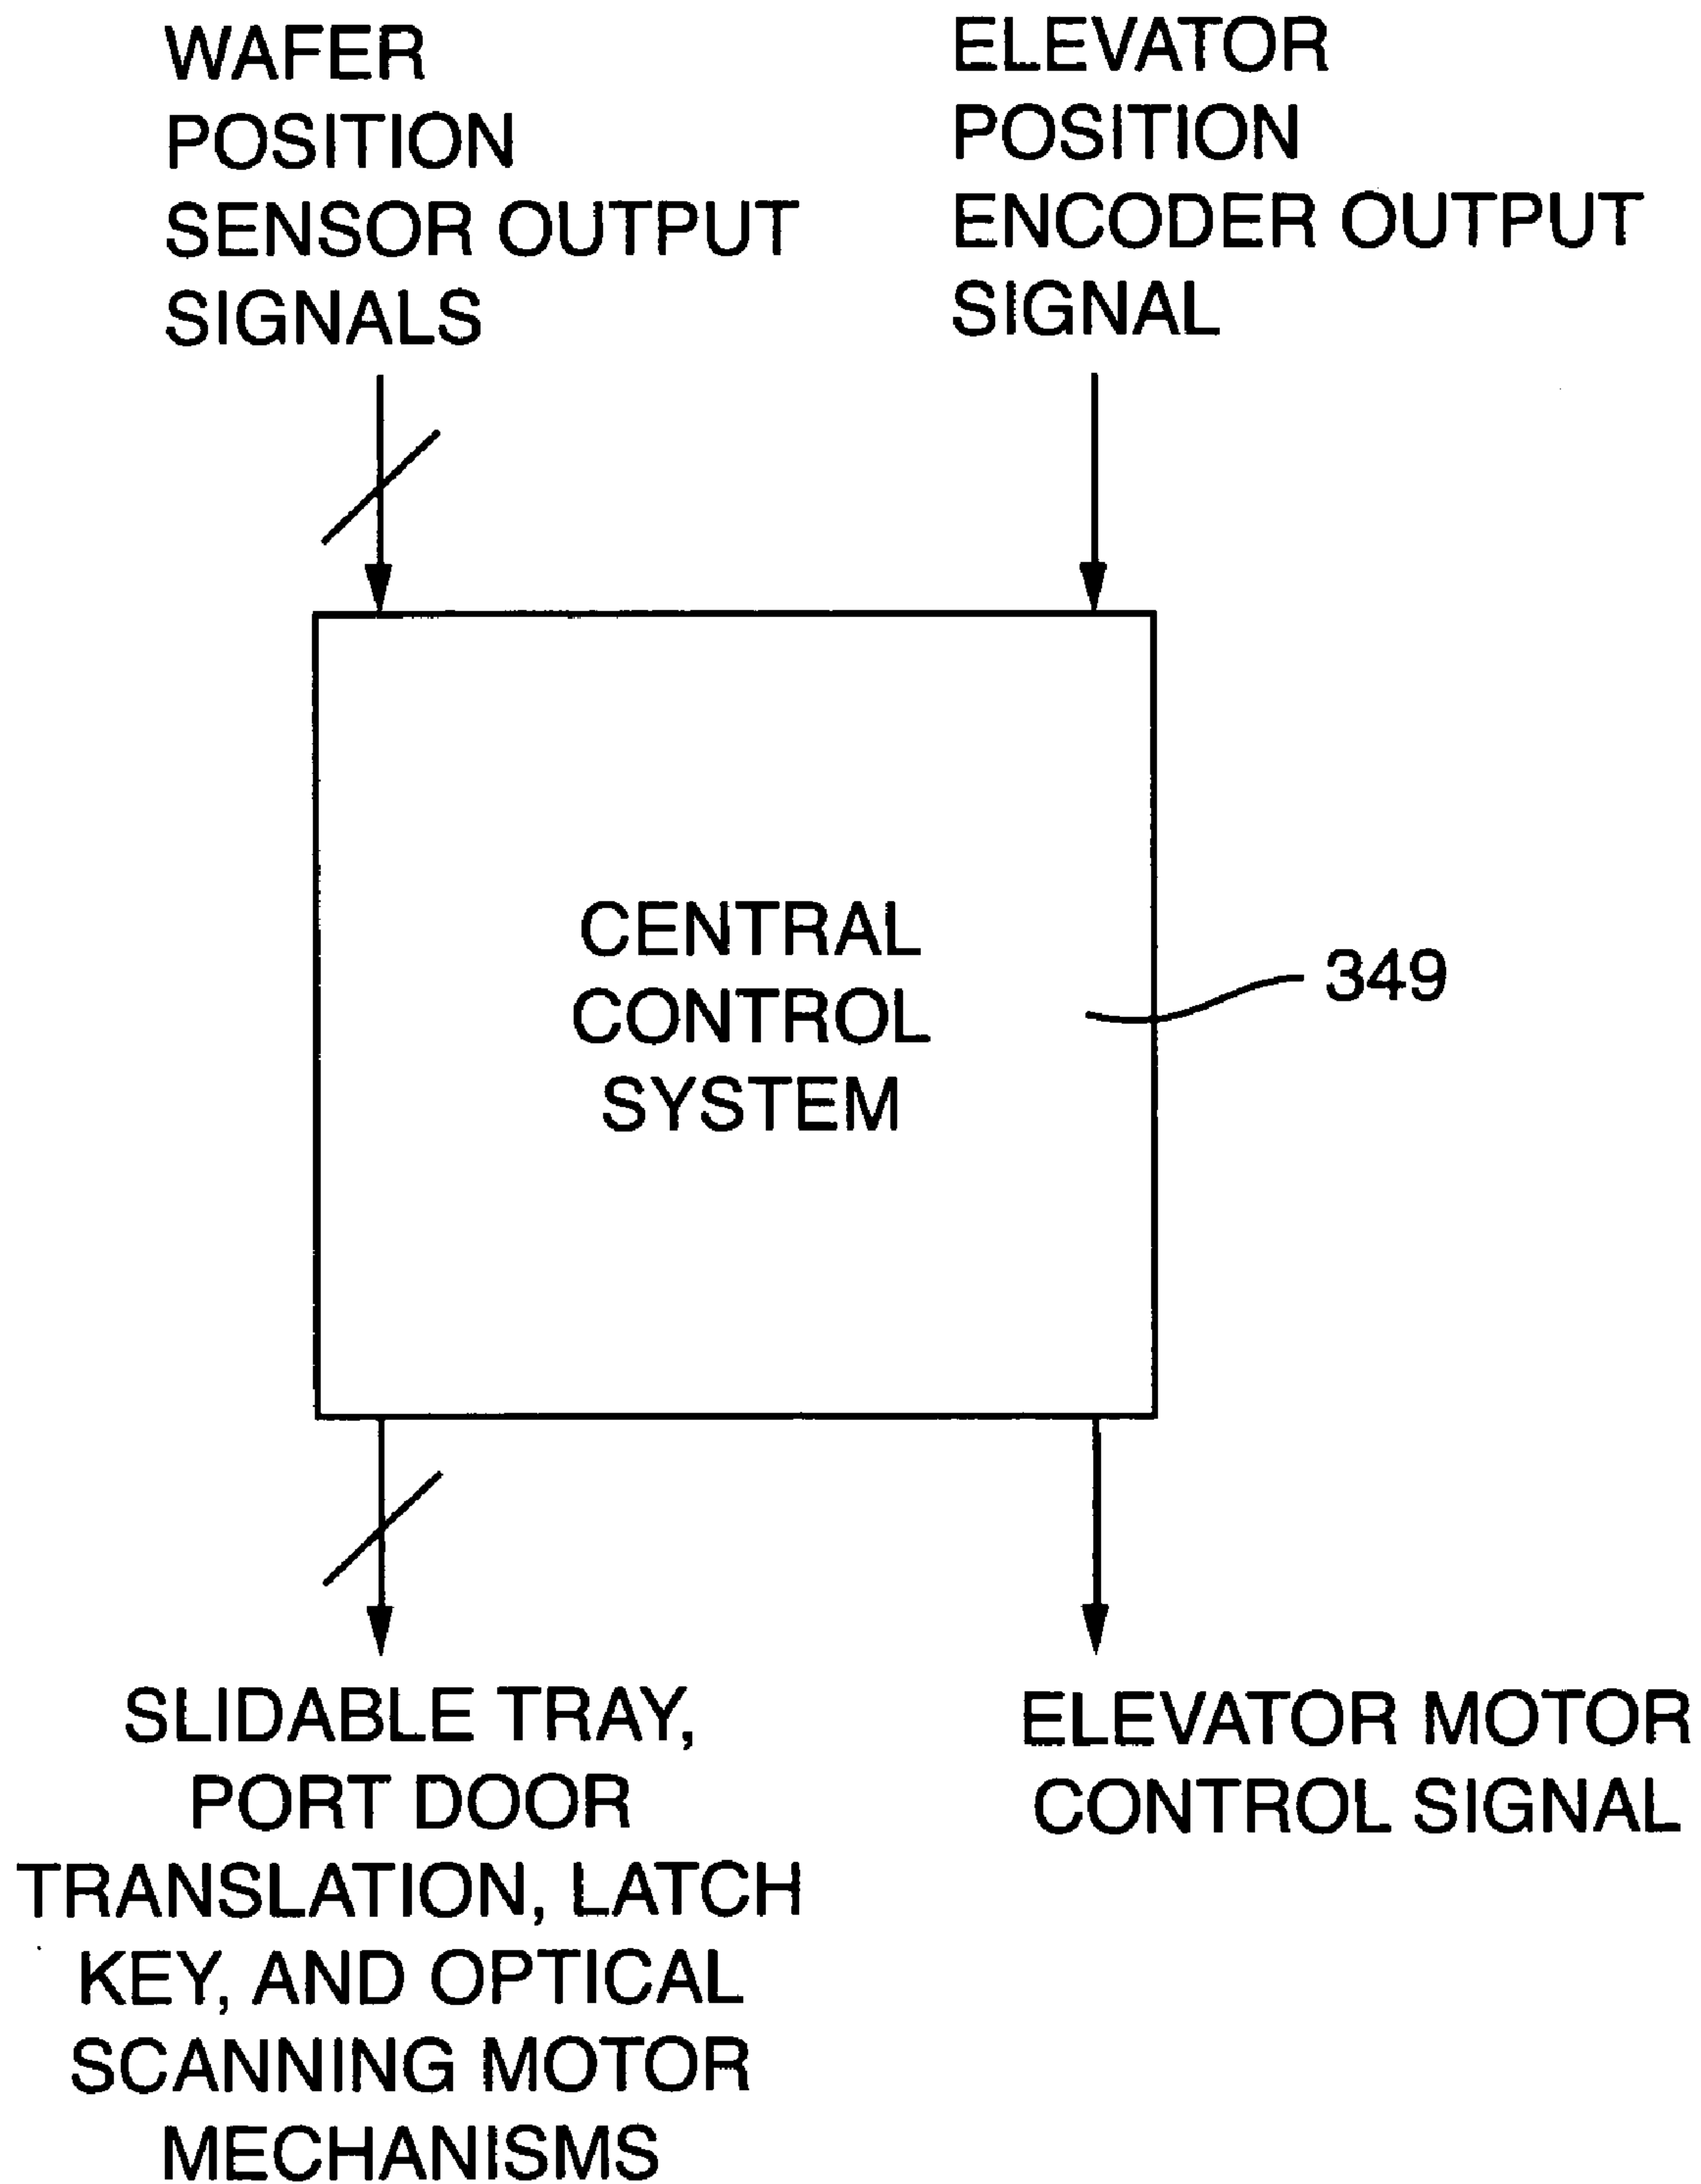 WAFER
POSITION
SENSOR OUTPUT
SIGNALS
ELEVATOR
POSITION
ENCODER OUTPUT
SIGNAL
CENTRAL
CONTROL
SYSTEM
349
SLIDABLE TRAY,
PORT DOOR
TRANSLATION, LATCH
KEY, AND OPTICAL
SCANNING MOTOR
MECHANISMS
ELEVATOR MOTOR
CONTROL SIGNAL